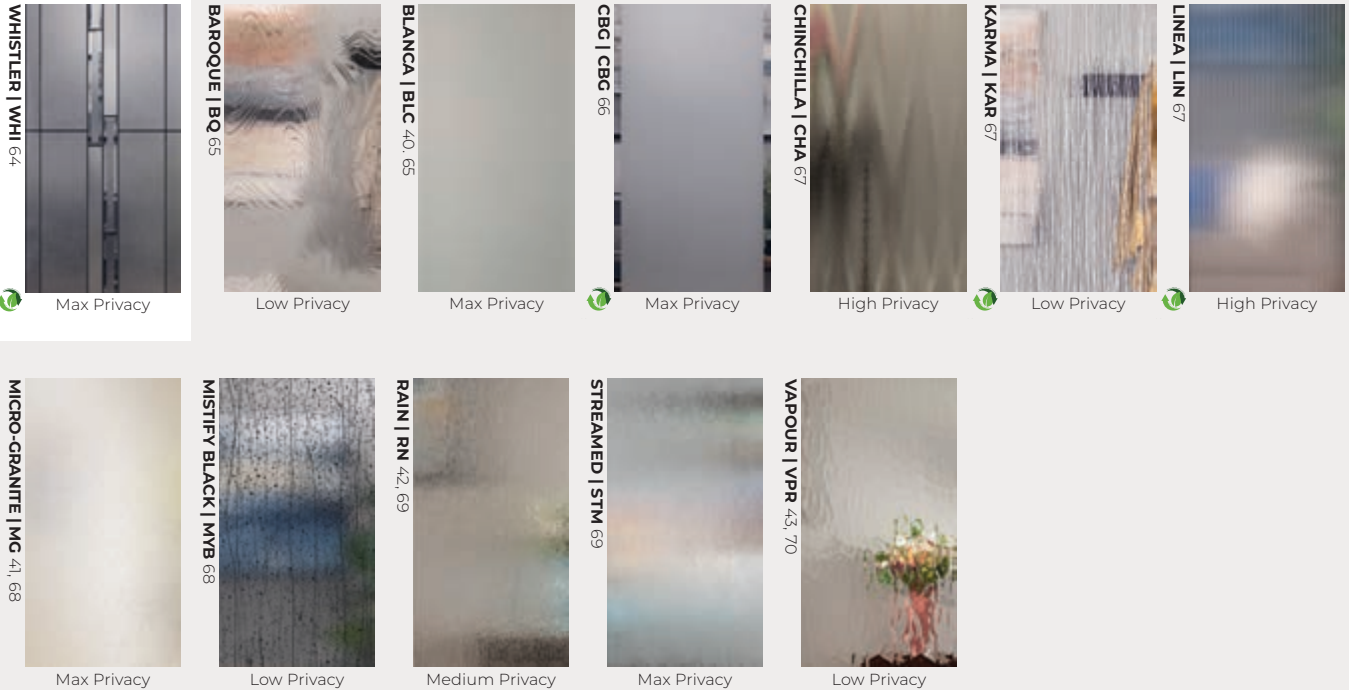 WHISTLER | WHI 64
Max Privacy
BAROQUE | BQ 65
Low Privacy
BLANCA | BLC 40, 65
Max Privacy
CBG | CBG 66
Max Privacy
CHINCHILLA | CHA 67
High Privacy
KARMA | KAR 67
Low Privacy
LINEA | LIN 67
High Privacy
MICRO-GRANITE | MG 41, 68
Max Privacy
MISTIFY BLACK | MYB 68
Low Privacy
RAIN | RN 42, 69
Medium Privacy
STREAMED | STM 69
Max Privacy
VAPOUR | VPR 43, 70
Low Privacy